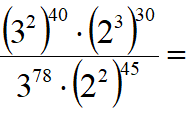 (3²)⁴⁰ · (2³)³⁰
3⁷⁸ · (2²)⁴⁵ =